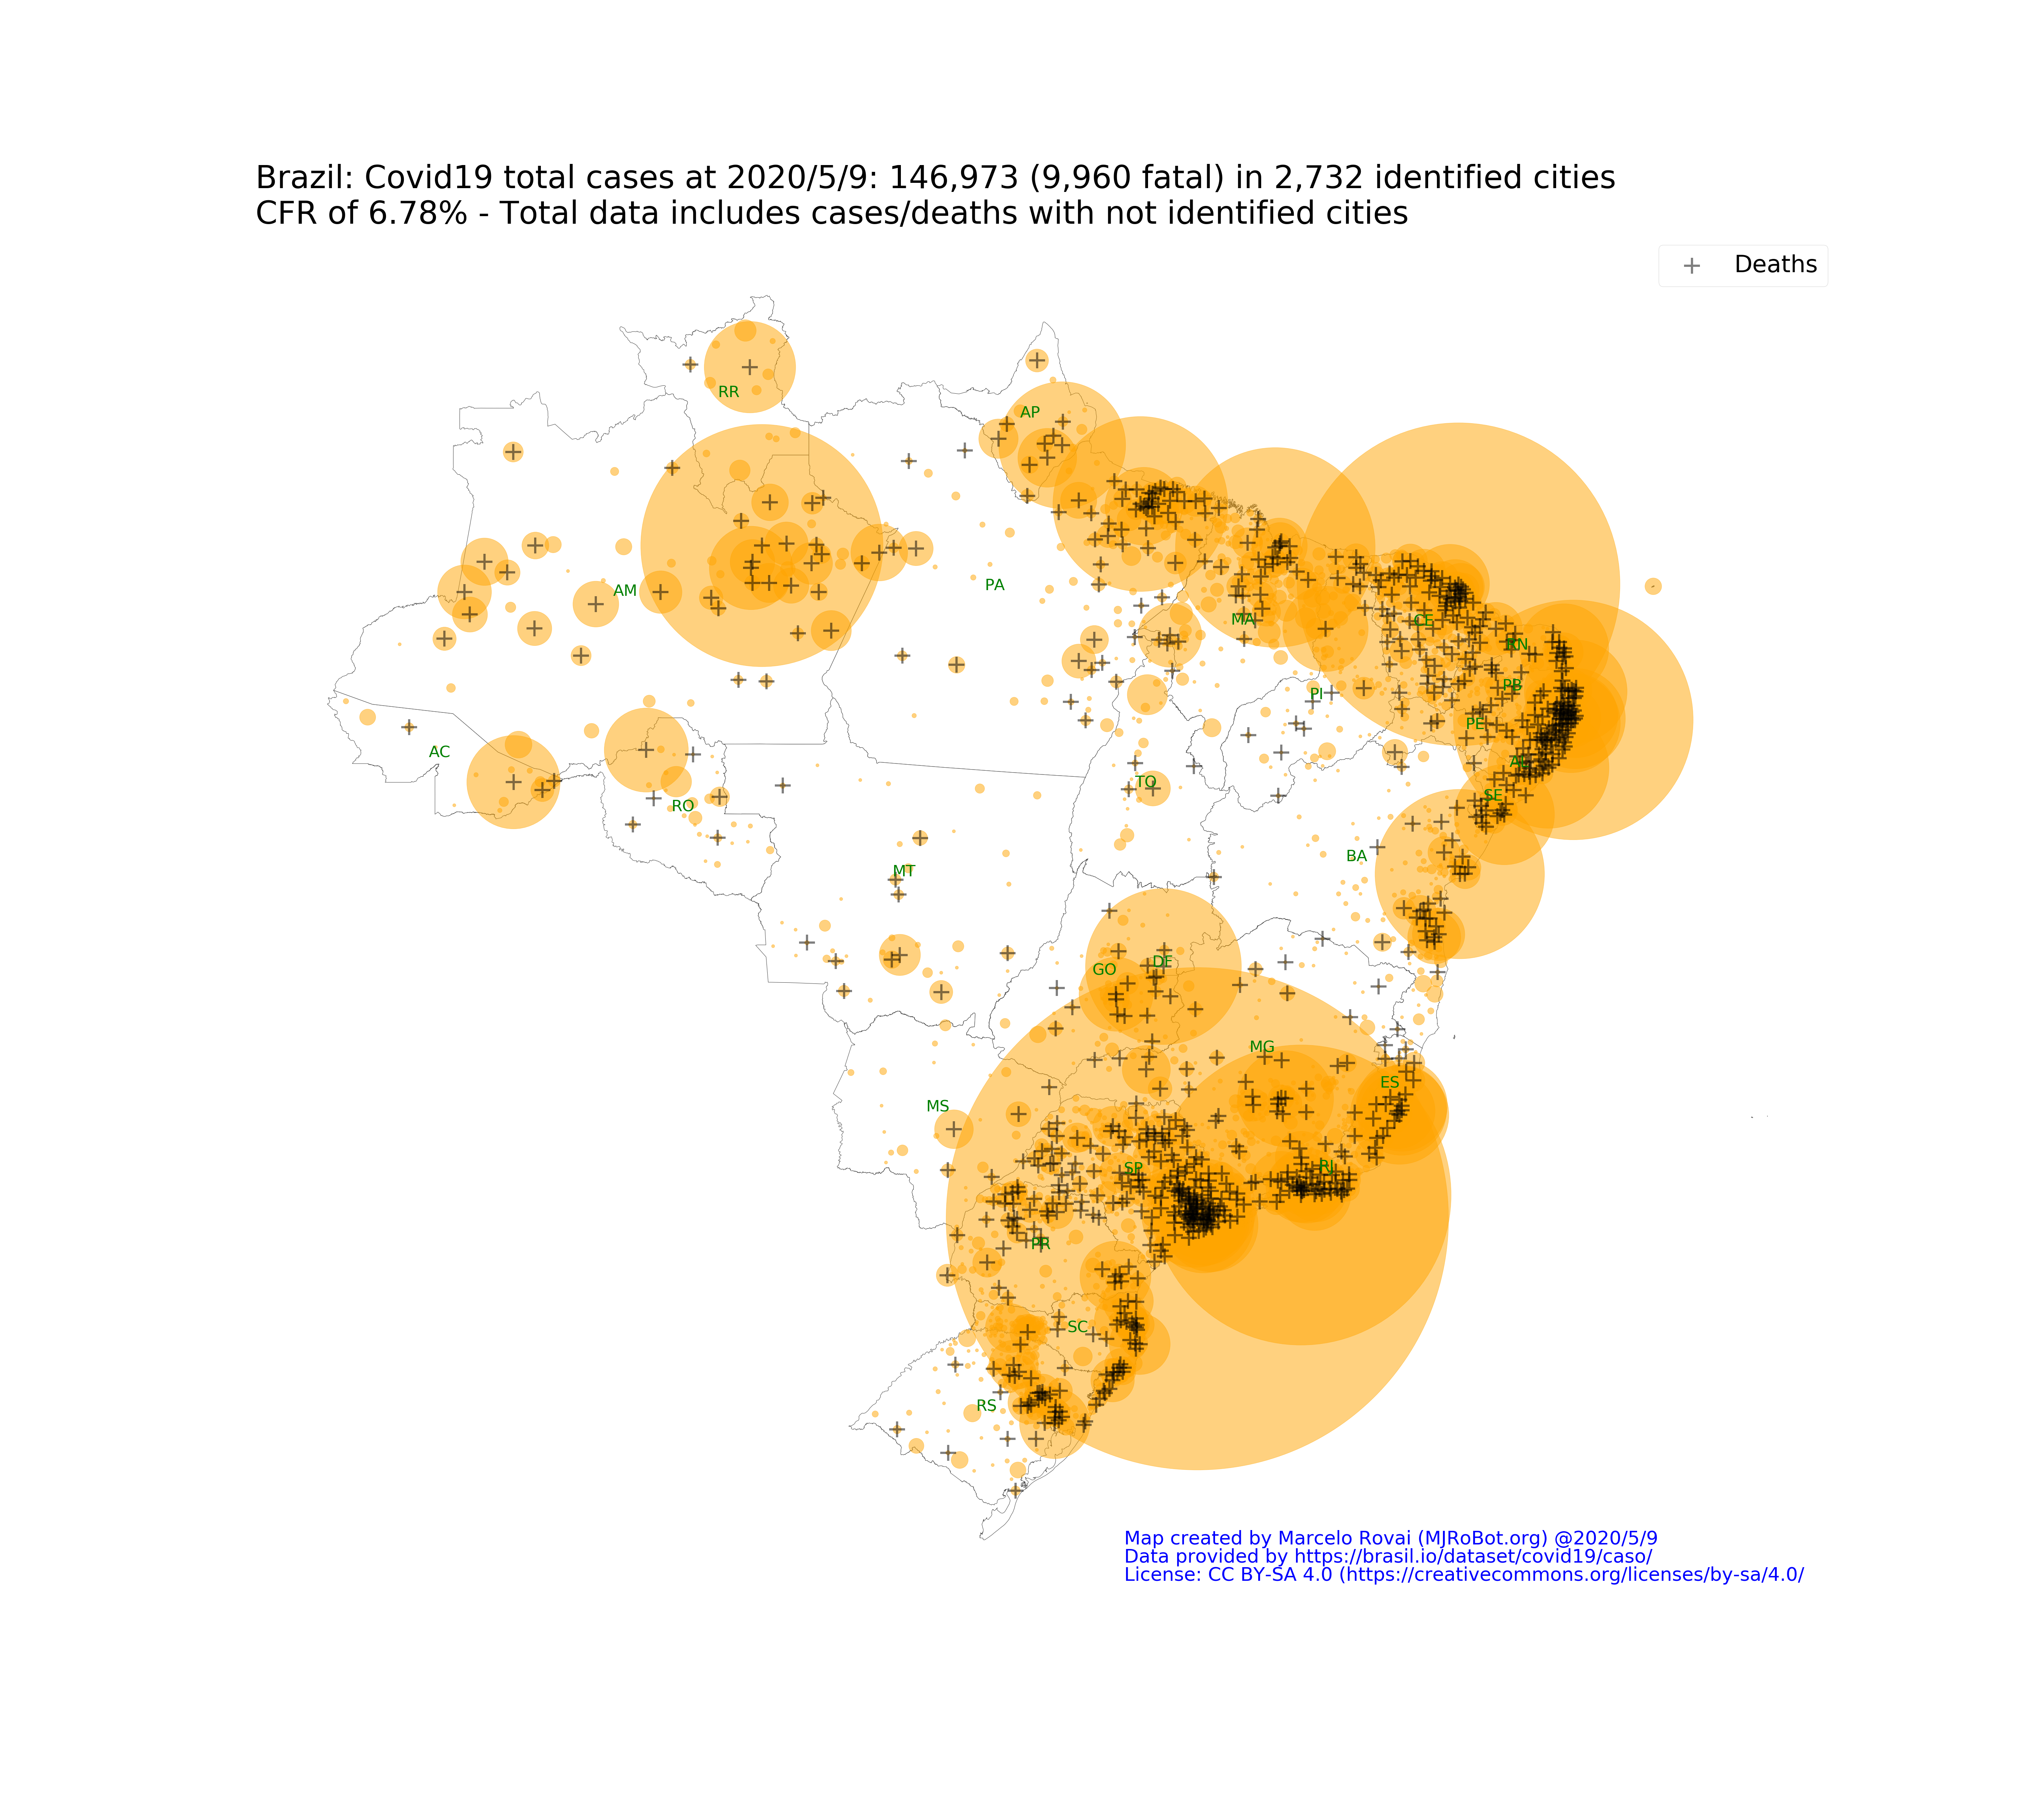 Brazil: Covid19 total cases at 2020/5/9: 146,973 (9,960 fatal) in 2,732 identified cities
CFR of 6.78% - Total data includes cases/deaths with not identified cities
Deaths
RR
AP
AM
PA
MA
CE
RN
PI
PB
PE
AC
AL
TO
SE
RO
BA
MT
DF
GO
MG
ES
MS
SP
RJ
PR
SC
RS
Map created by Marcelo Rovai (MJRoBot.org) @2020/5/9
Data provided by https://brasil.io/dataset/covid19/caso/
License: CC BY-SA 4.0 (https://creativecommons.org/licenses/by-sa/4.0/